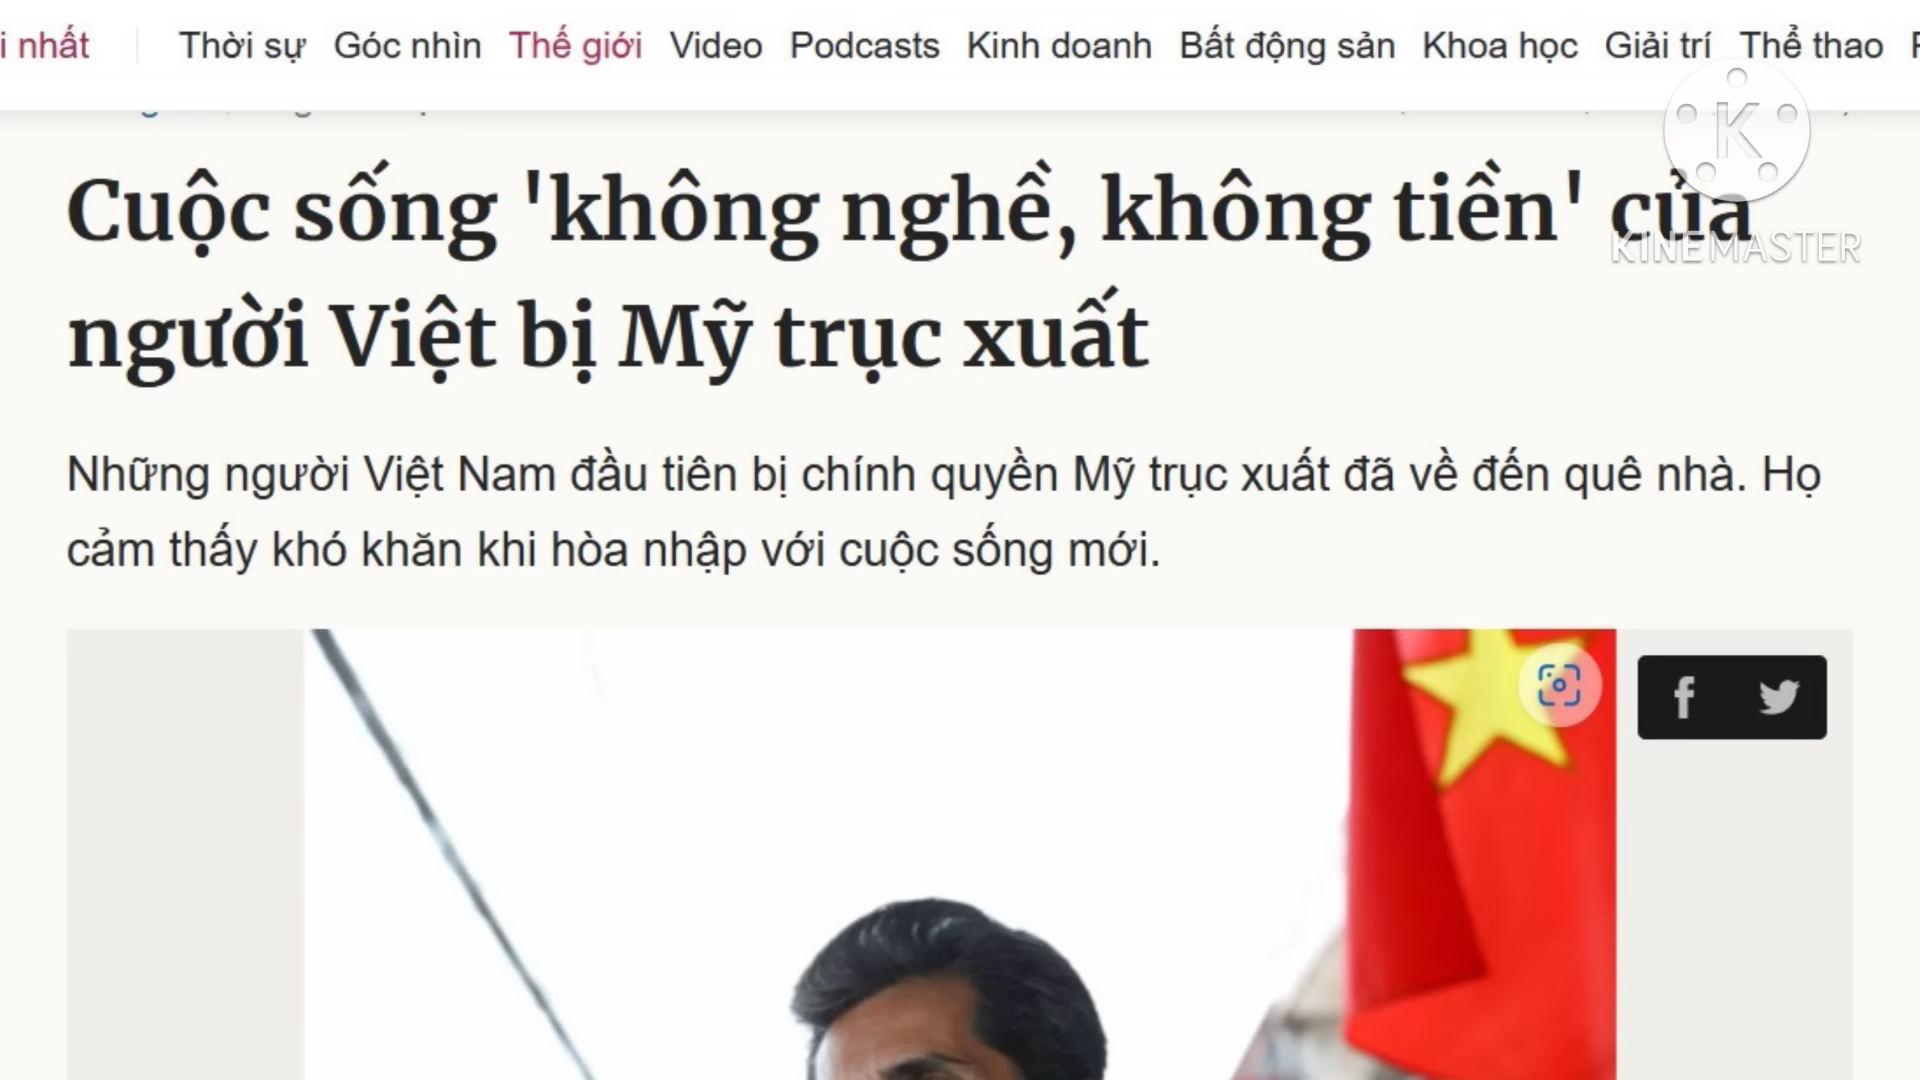 i nhất Thời sự Góc nhìn Thế giới Video Podcasts Kinh doanh Bất động sản Khoa học Giải trí Thể thao
Cuộc sống 'không nghề, không tiền' của
người Việt bị Mỹ trục xuất
KINEMASTER
Những người Việt Nam đầu tiên bị chính quyền Mỹ trục xuất đã về đến quê nhà. Họ
cảm thấy khó khăn khi hòa nhập với cuộc sống mới.